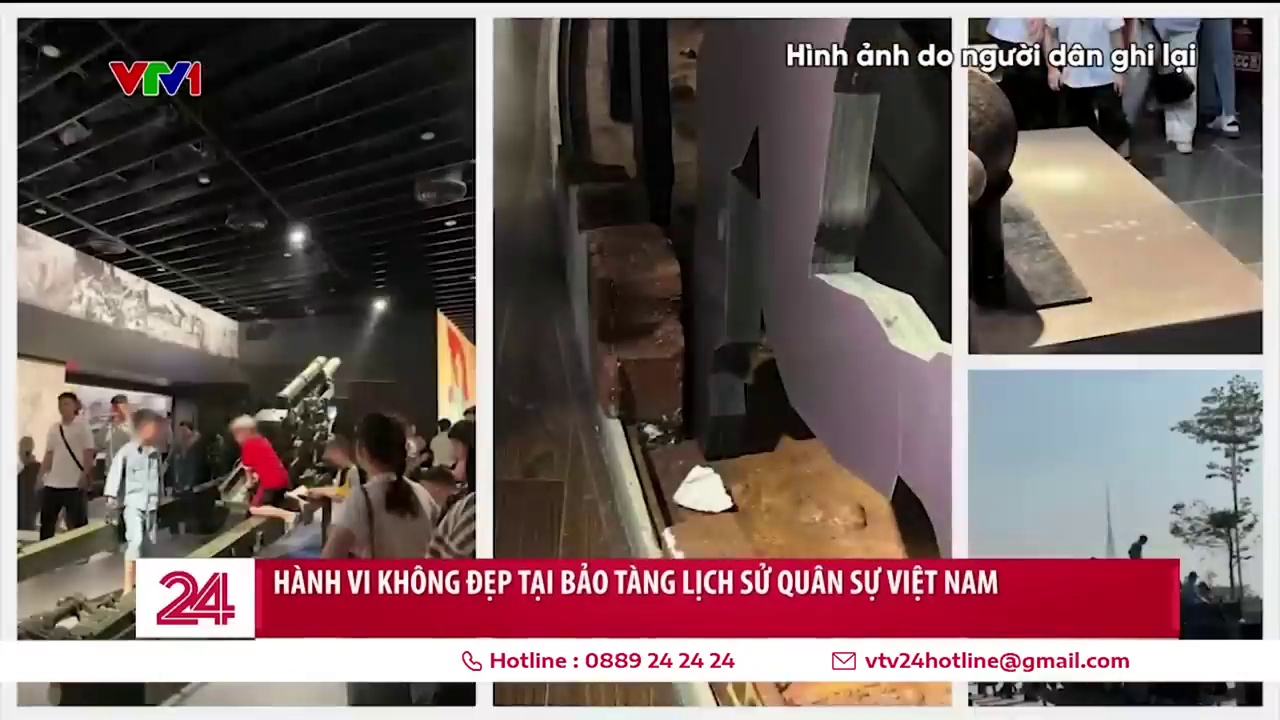 VTV1
Hình ảnh do người dân ghi lại
24
HÀNH VI KHÔNG ĐẸP TẠI BẢO TÀNG LỊCH SỬ QUÂN SỰ VIỆT NAM
Hotline : 0889 24 24 24
vtv24hotline@gmail.com